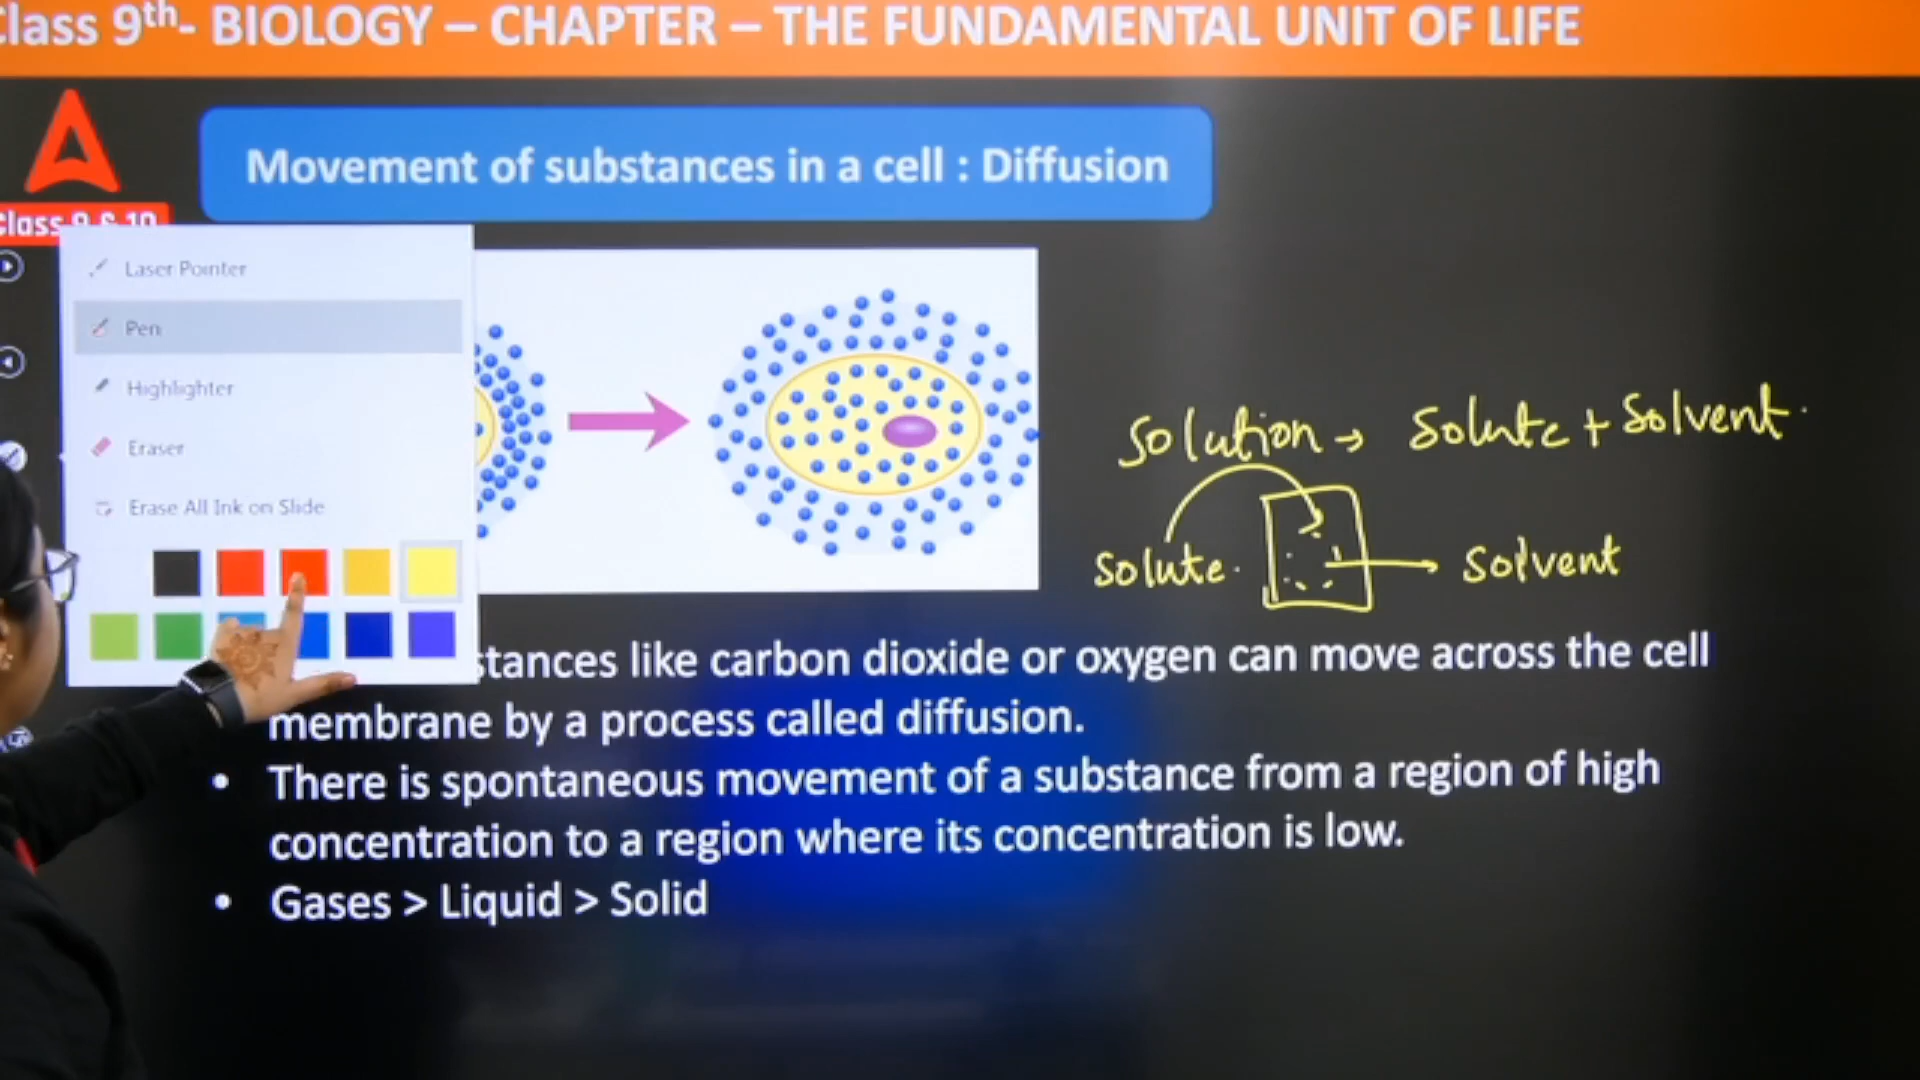 Class 9th- BIOLOGY – CHAPTER – THE FUNDAMENTAL UNIT OF LIFE
Movement of substances in a cell : Diffusion
Class 9 & 10
Laser Pointer
Pen
Highlighter
Eraser
Erase All Ink on Slide
Solution → Solute + Solvent.
Solute.
Solvent
stances like carbon dioxide or oxygen can move across the cell
membrane by a process called diffusion.
• There is spontaneous movement of a substance from a region of high
concentration to a region where its concentration is low.
• Gases > Liquid > Solid